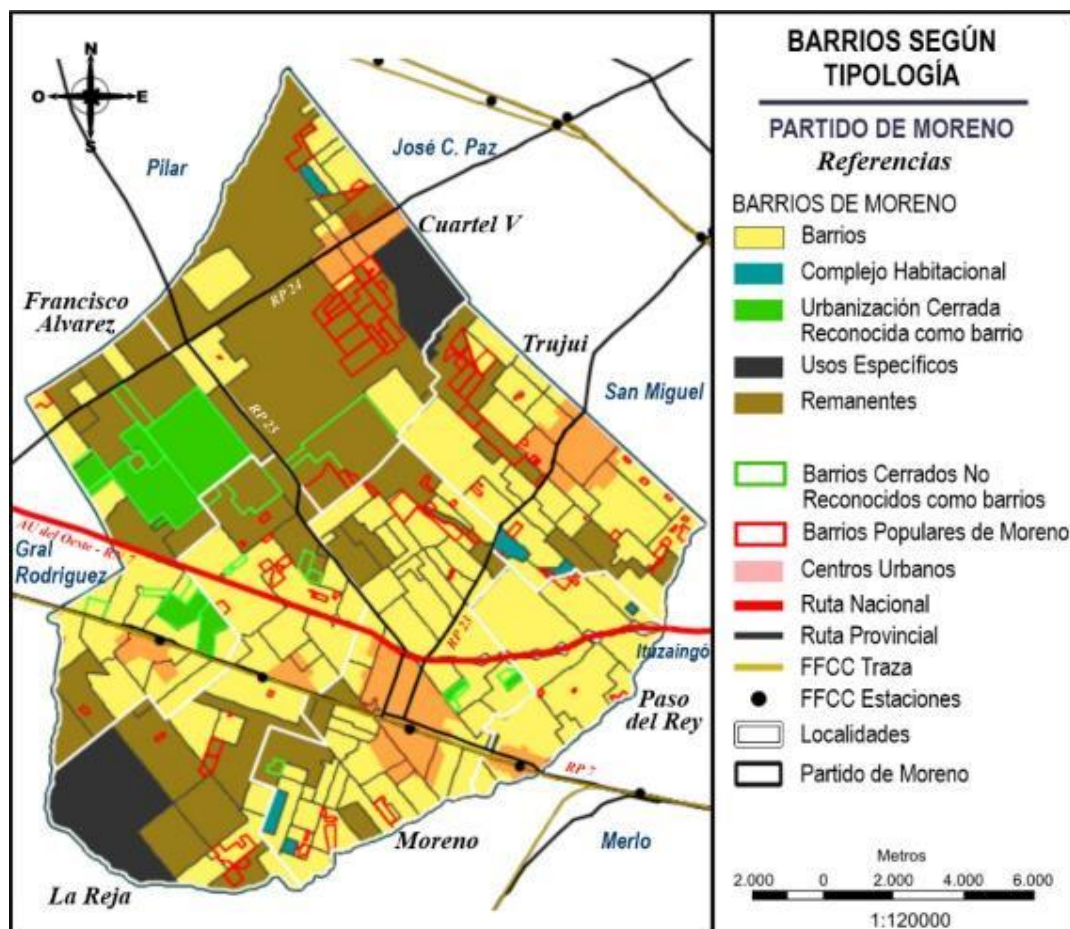 N
O
E
S
Pilar
José C. Paz
Cuartel V
Francisco
Alvarez
RP 24
Trujui
San Miguel
RP 25
AU del Oeste - RN 7
Gral
Rodriguez
RP 23
Ituzaingó
Paso
del Rey
RP 7
Moreno
Merlo
La Reja
BARRIOS SEGÚN
TIPOLOGÍA
PARTIDO DE MORENO
Referencias
BARRIOS DE MORENO
Barrios
Complejo Habitacional
Urbanización Cerrada
Reconocida como barrio
Usos Específicos
Remanentes
Barrios Cerrados No
Reconocidos como barrios
Barrios Populares de Moreno
Centros Urbanos
Ruta Nacional
Ruta Provincial
FFCC Traza
FFCC Estaciones
Localidades
Partido de Moreno
Metros
2.000 0 2.000 4.000 6.000
1:120000